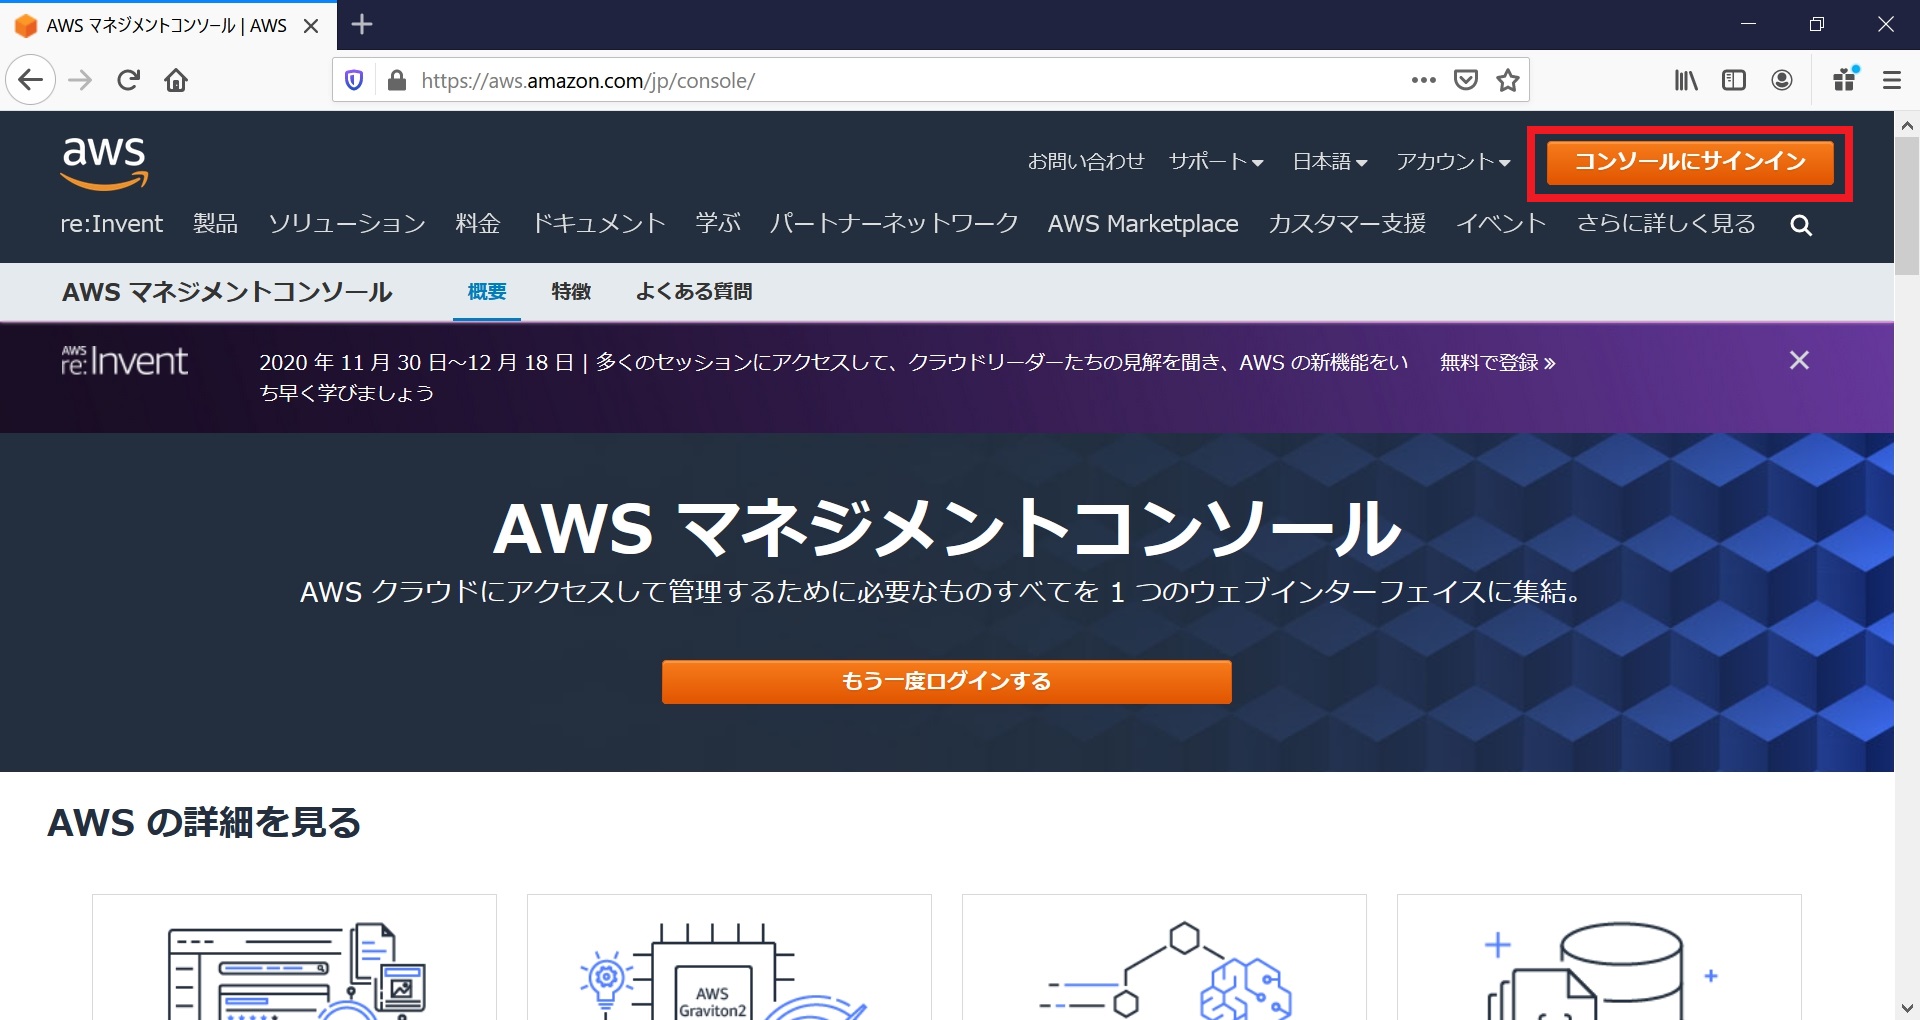 AWS マネジメントコンソール | AWS
https://aws.amazon.com/jp/console/
aws
お問い合わせ サポート 日本語 アカウント コンソールにサインイン
re:Invent 製品 ソリューション 料金 ドキュメント 学ぶ パートナーネットワーク AWS Marketplace カスタマー支援 イベント さらに詳しく見る
AWS マネジメントコンソール 概要 特徴 よくある質問
AWS re:Invent
2020 年 11 月 30 日～12 月 18 日 | 多くのセッションにアクセスして、クラウドリーダーたちの見解を聞き、AWS の新機能をい
ち早く学びましょう
無料で登録 »
AWS マネジメントコンソール
AWS クラウドにアクセスして管理するために必要なものすべてを 1 つのウェブインターフェイスに集結。
もう一度ログインする
AWS の詳細を見る
AWS
Graviton2